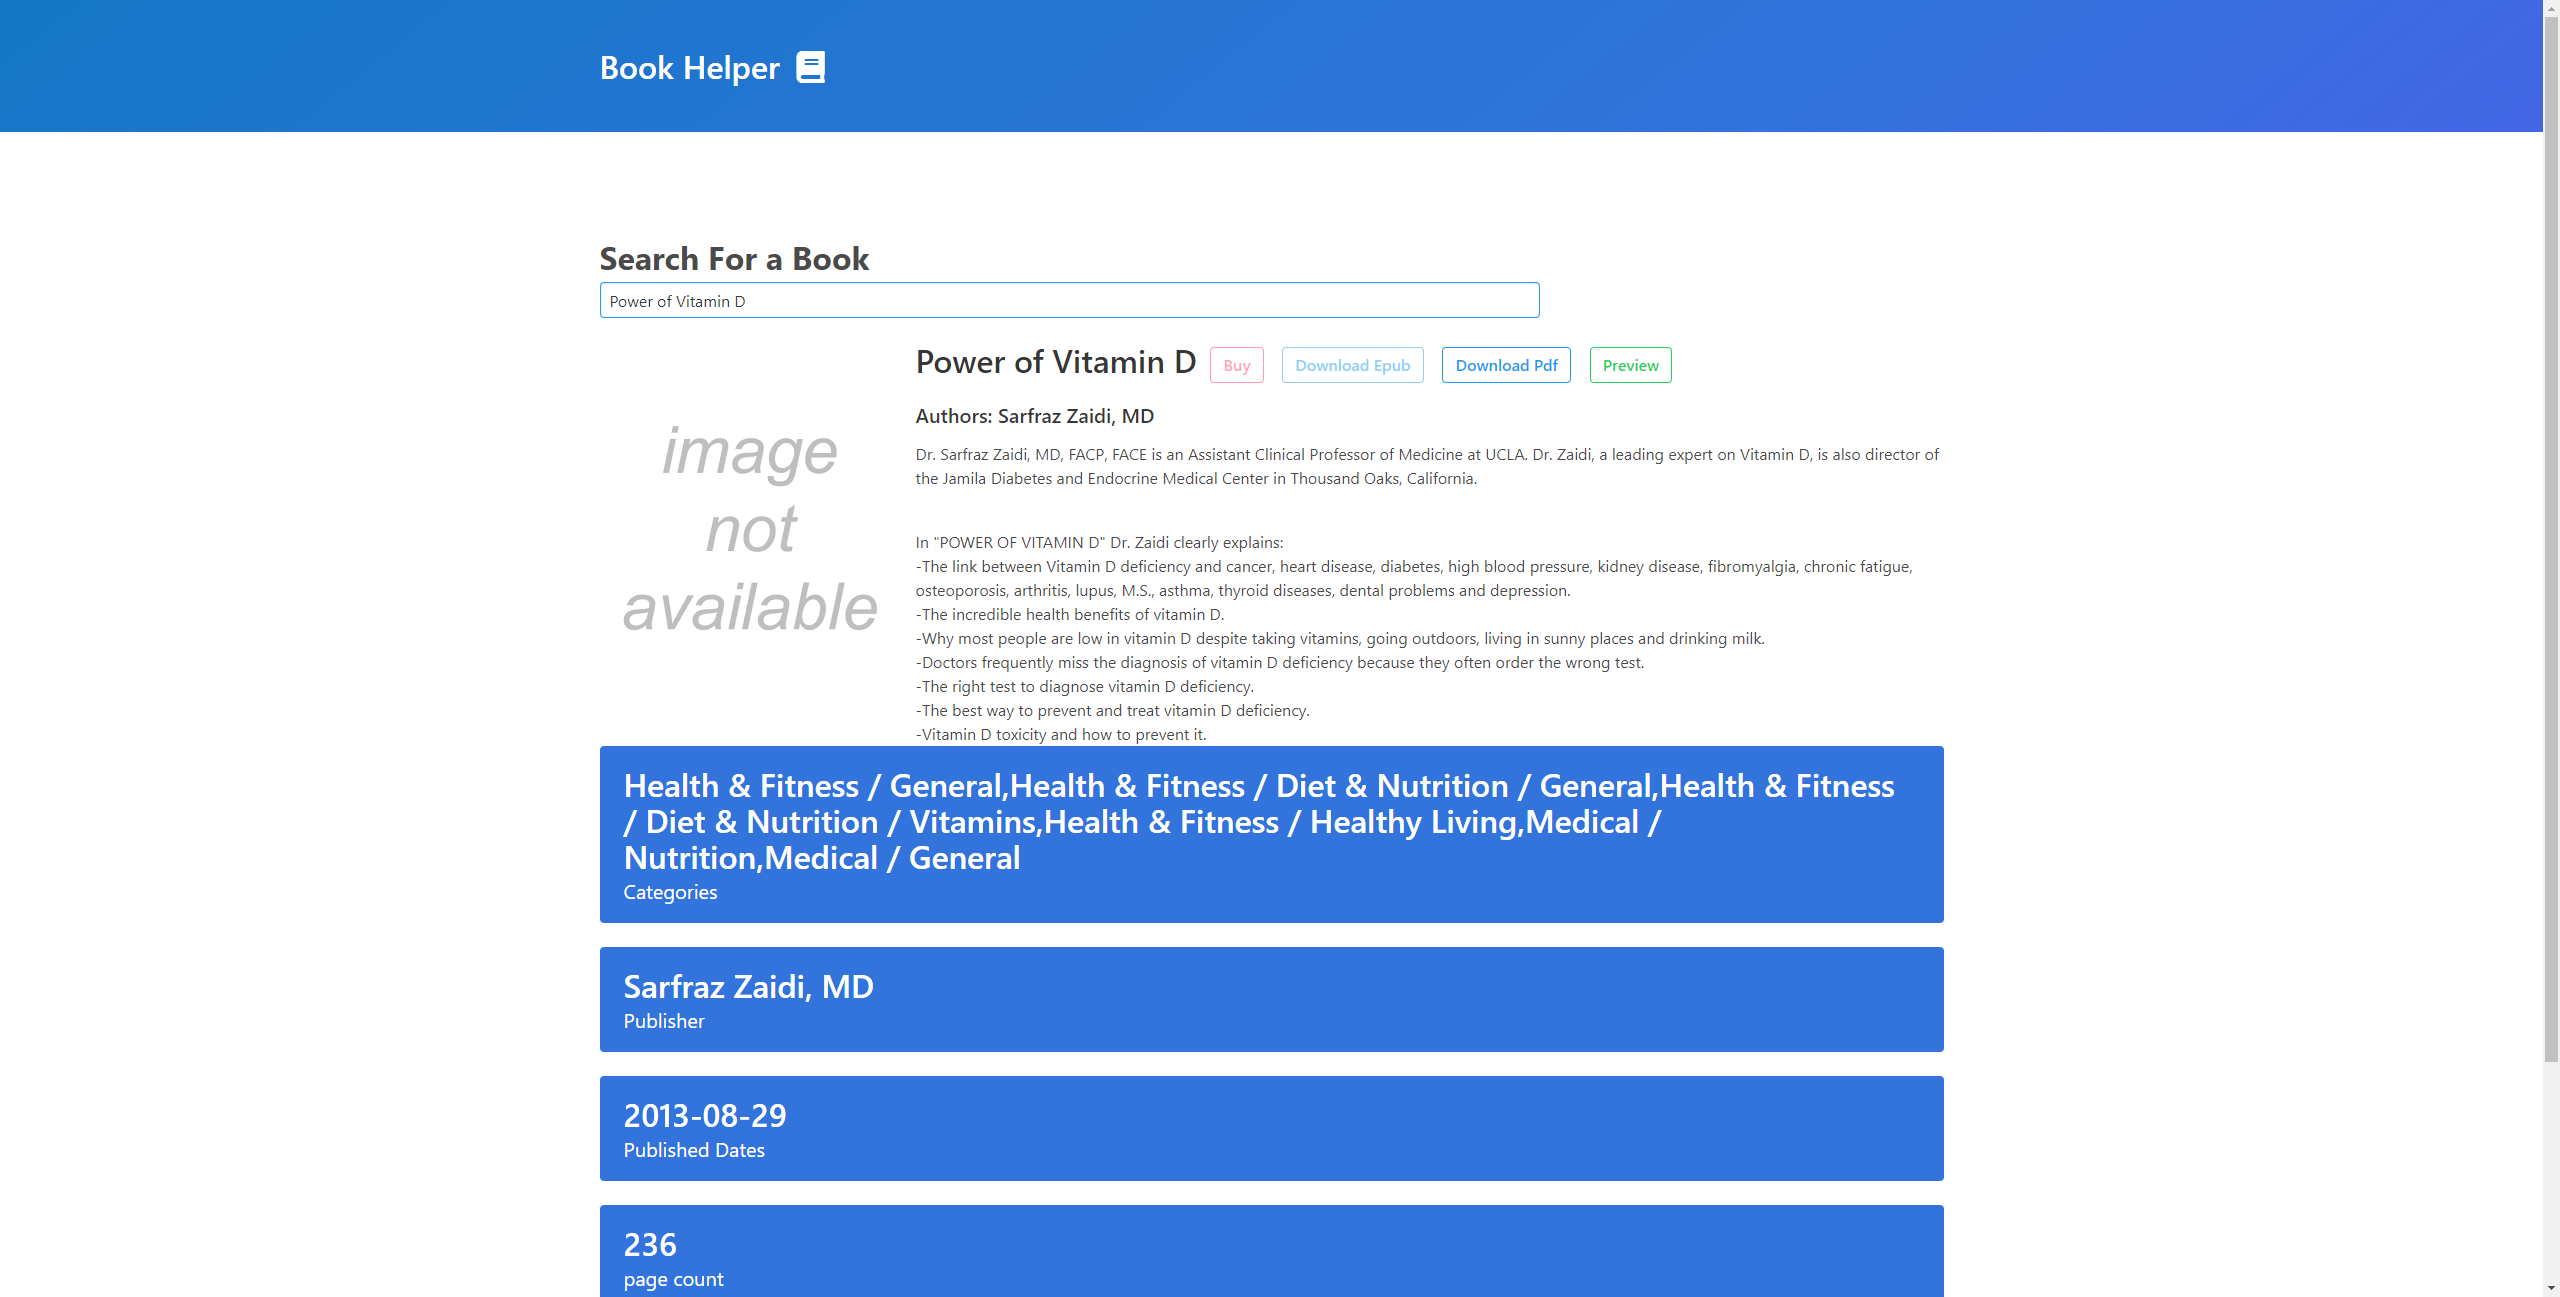 Book Helper
Search For a Book
Power of Vitamin D
Power of Vitamin D
Buy
Download Epub
Download Pdf
Preview
image
not
available
Authors: Sarfraz Zaidi, MD
Dr. Sarfraz Zaidi, MD, FACP, FACE is an Assistant Clinical Professor of Medicine at UCLA. Dr. Zaidi, a leading expert on Vitamin D, is also director of
the Jamila Diabetes and Endocrine Medical Center in Thousand Oaks, California.
In "POWER OF VITAMIN D" Dr. Zaidi clearly explains:
-The link between Vitamin D deficiency and cancer, heart disease, diabetes, high blood pressure, kidney disease, fibromyalgia, chronic fatigue,
osteoporosis, arthritis, lupus, M.S., asthma, thyroid diseases, dental problems and depression.
-The incredible health benefits of vitamin D.
-Why most people are low in vitamin D despite taking vitamins, going outdoors, living in sunny places and drinking milk.
-Doctors frequently miss the diagnosis of vitamin D deficiency because they often order the wrong test.
-The right test to diagnose vitamin D deficiency.
-The best way to prevent and treat vitamin D deficiency.
-Vitamin D toxicity and how to prevent it.
Health & Fitness / General,Health & Fitness / Diet & Nutrition / General,Health & Fitness
/ Diet & Nutrition / Vitamins,Health & Fitness / Healthy Living,Medical /
Nutrition,Medical / General
Categories
Sarfraz Zaidi, MD
Publisher
2013-08-29
Published Dates
236
page count